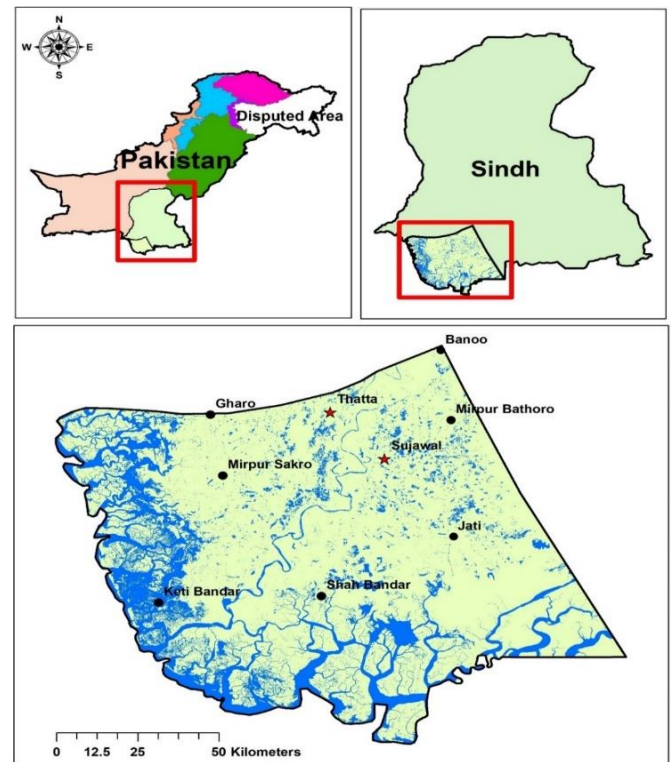 N
W E
S
Disputed Area
Pakistan
Sindh
Banoo
Gharo
Thatta
Mirpur Bathoro
Sujawal
Mirpur Sakro
Jati
Keti Bandar
Shah Bandar
0 12.5 25 50 Kilometers